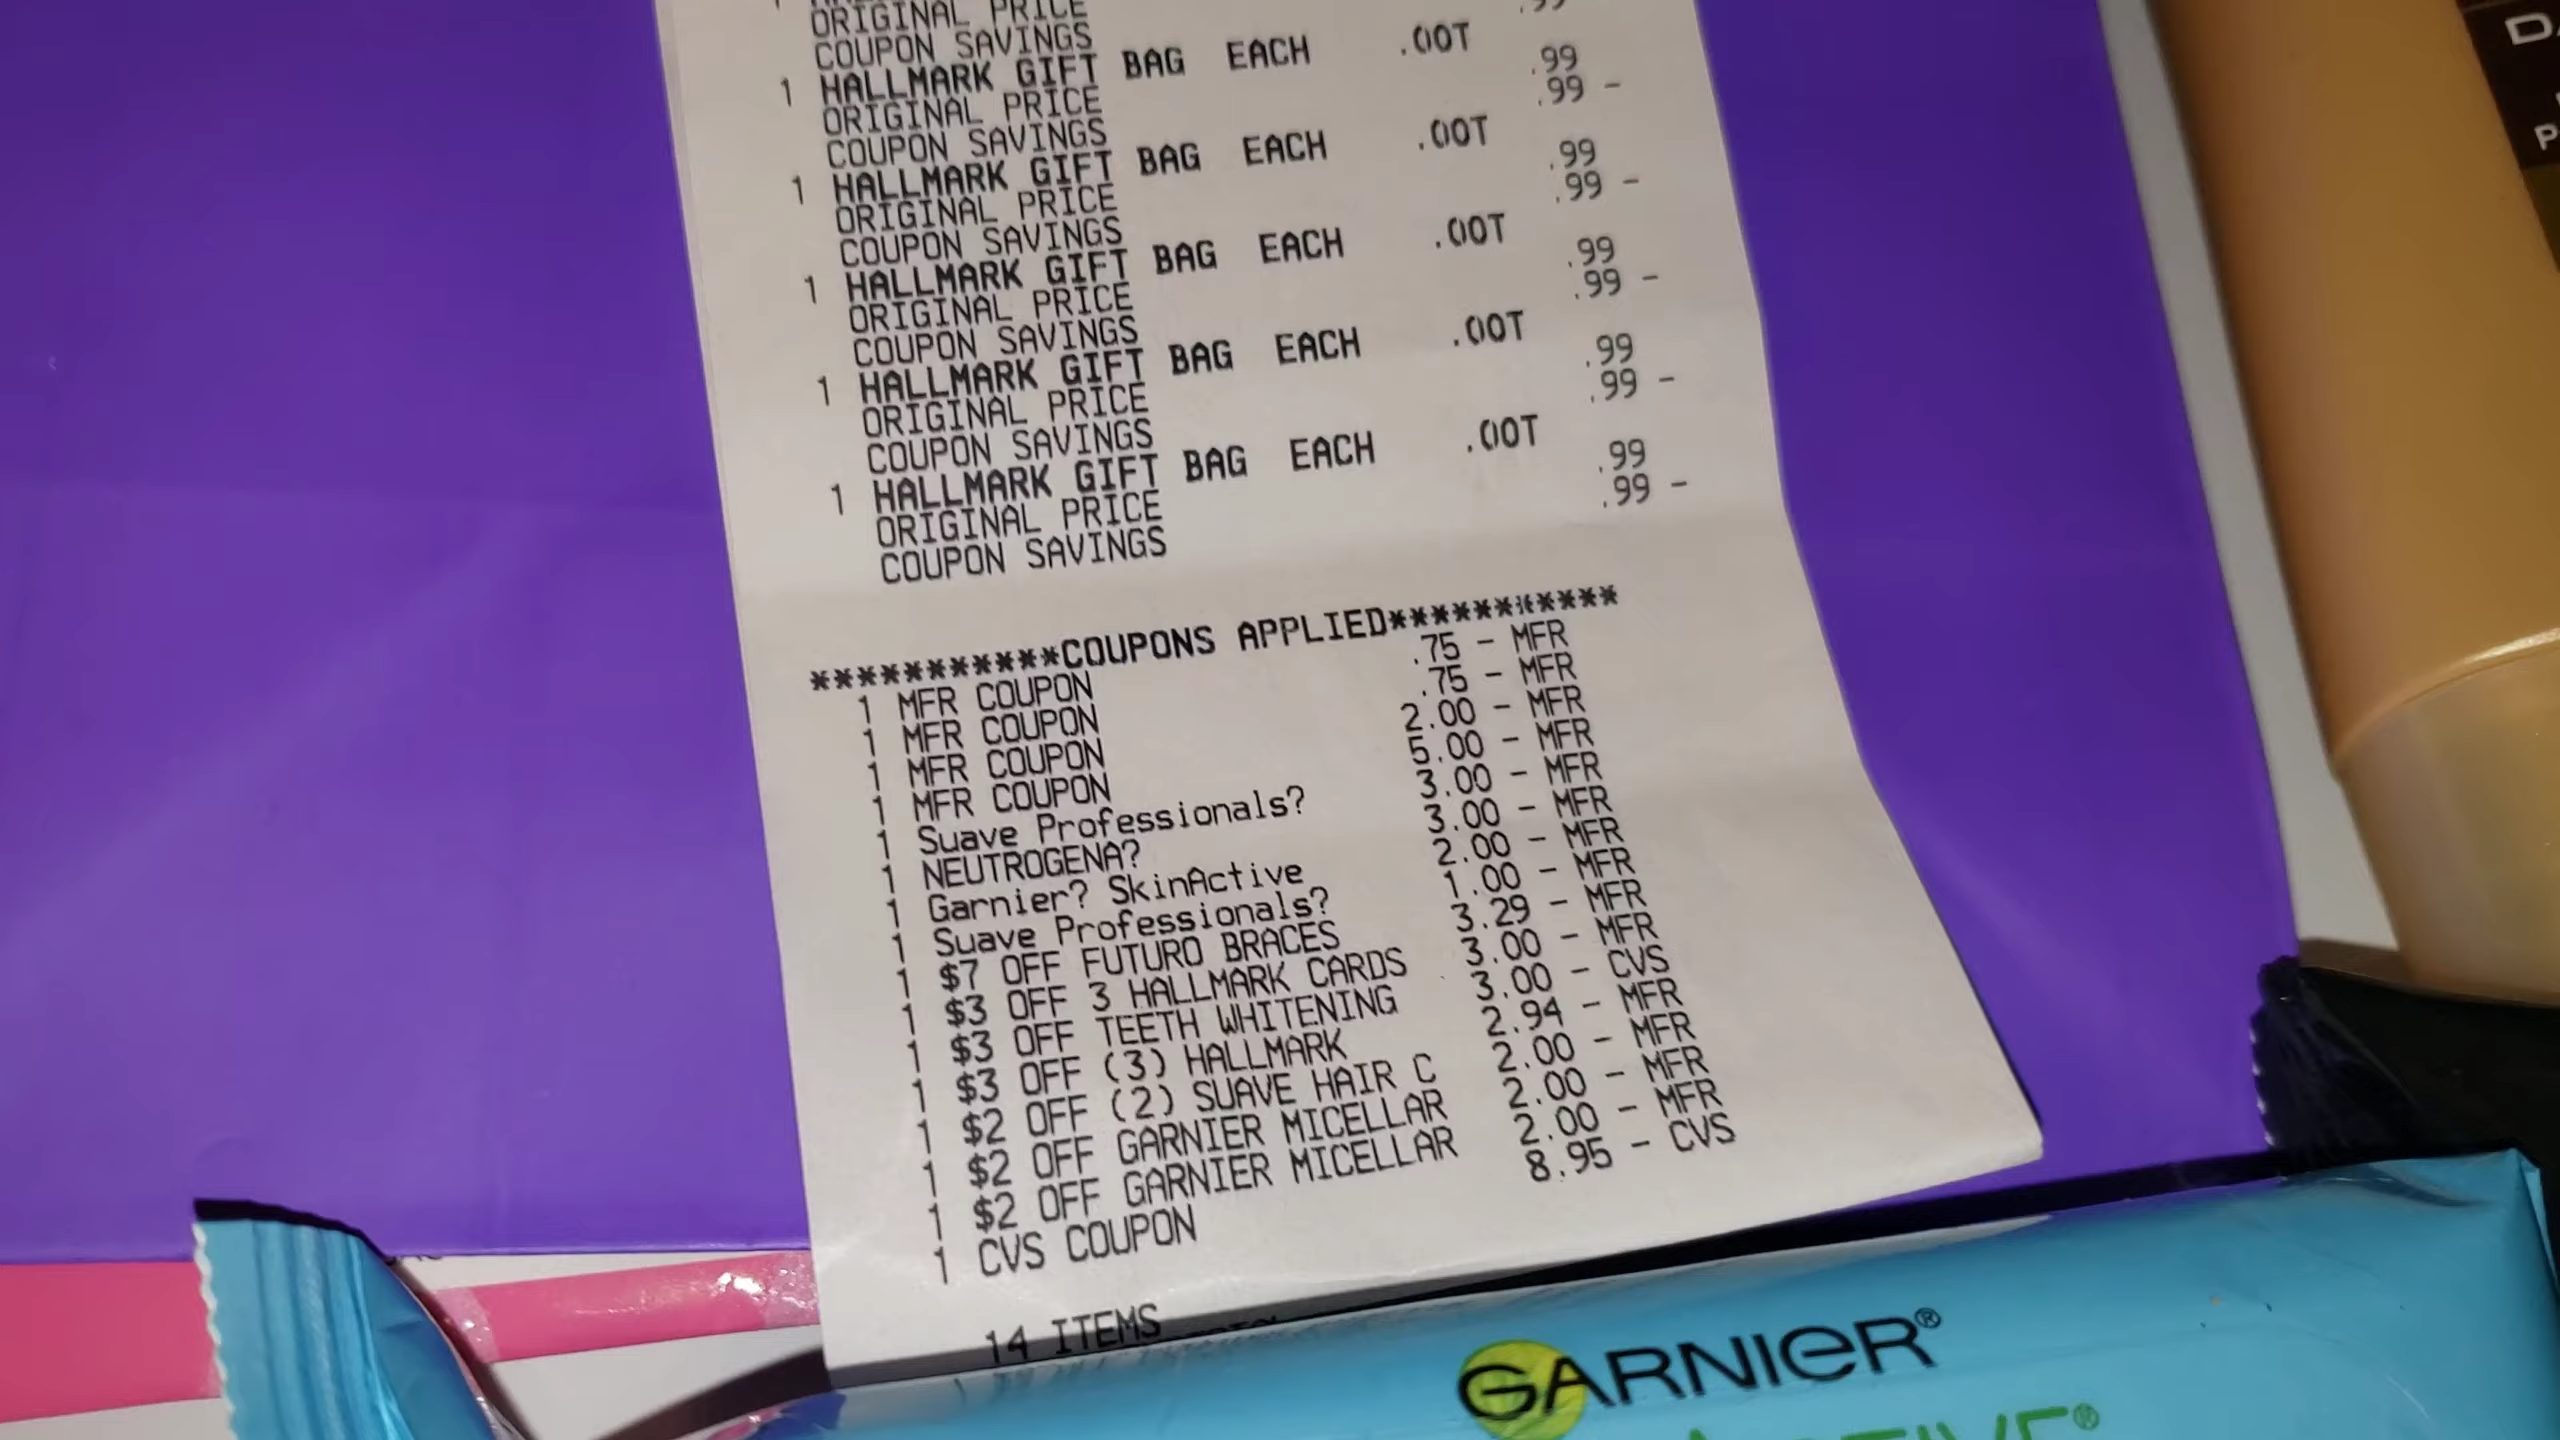 ORIGINAL PRICE
COUPON SAVINGS .99
1 HALLMARK GIFT BAG EACH .00T
ORIGINAL PRICE .99
COUPON SAVINGS .99 -
1 HALLMARK GIFT BAG EACH .00T
ORIGINAL PRICE .99
COUPON SAVINGS .99 -
1 HALLMARK GIFT BAG EACH .00T
ORIGINAL PRICE .99
COUPON SAVINGS .99 -
1 HALLMARK GIFT BAG EACH .00T
ORIGINAL PRICE .99
COUPON SAVINGS .99 -
1 HALLMARK GIFT BAG EACH .00T
ORIGINAL PRICE .99
COUPON SAVINGS .99 -
***********COUPONS APPLIED**********
1 MFR COUPON .75 - MFR
1 MFR COUPON .75 - MFR
1 MFR COUPON 2.00 - MFR
1 MFR COUPON 5.00 - MFR
1 Suave Professionals? 3.00 - MFR
1 NEUTROGENA? 3.00 - MFR
1 Garnier? SkinActive 2.00 - MFR
1 Suave Professionals? 1.00 - MFR
1 $7 OFF FUTURO BRACES 3.29 - MFR
1 $3 OFF 3 HALLMARK CARDS 3.00 - MFR
1 $3 OFF TEETH WHITENING 3.00 - CVS
1 $3 OFF (3) HALLMARK 2.94 - MFR
1 $2 OFF (2) SUAVE HAIR C 2.00 - MFR
1 $2 OFF GARNIER MICELLAR 2.00 - MFR
1 $2 OFF GARNIER MICELLAR 2.00 - MFR
1 CVS COUPON 8.95 - CVS
14 ITEMS
GARNIER®